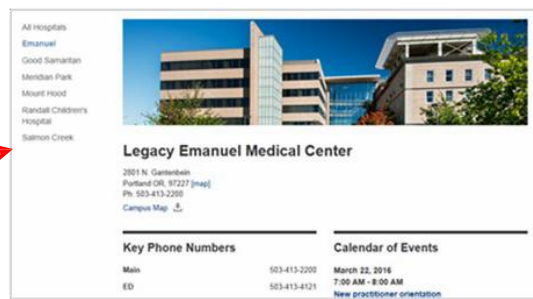 All Hospitals
Emanuel
Good Samaritan
Meridian Park
Mount Hood
Randall Children's
Hospital
Salmon Creek
Legacy Emanuel Medical Center
2801 N. Gantenbein
Portland OR, 97227 [map]
Ph: 503-413-2200
Campus Map
Key Phone Numbers
Main 503-413-2200
ED 503-413-4121
Calendar of Events
March 22, 2016
7:00 AM - 8:00 AM
New practitioner orientation